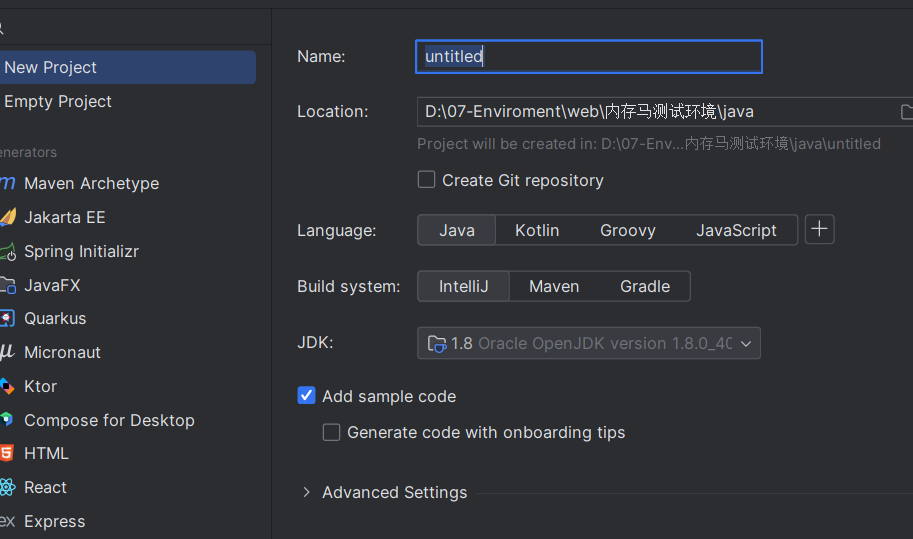 New Project
Empty Project
enerators
Maven Archetype
Jakarta EE
Spring Initializr
JavaFX
Quarkus
Micronaut
Ktor
Compose for Desktop
HTML
React
ex Express
Name: untitled
Location: D:\07-Enviroment\web\内存马测试环境\java
Project will be created in: D:\07-Env...内存马测试环境\java\untitled
Create Git repository
Language: Java Kotlin Groovy JavaScript
Build system: IntelliJ Maven Gradle
JDK: 1.8 Oracle OpenJDK version 1.8.0_40
Add sample code
Generate code with onboarding tips
Advanced Settings